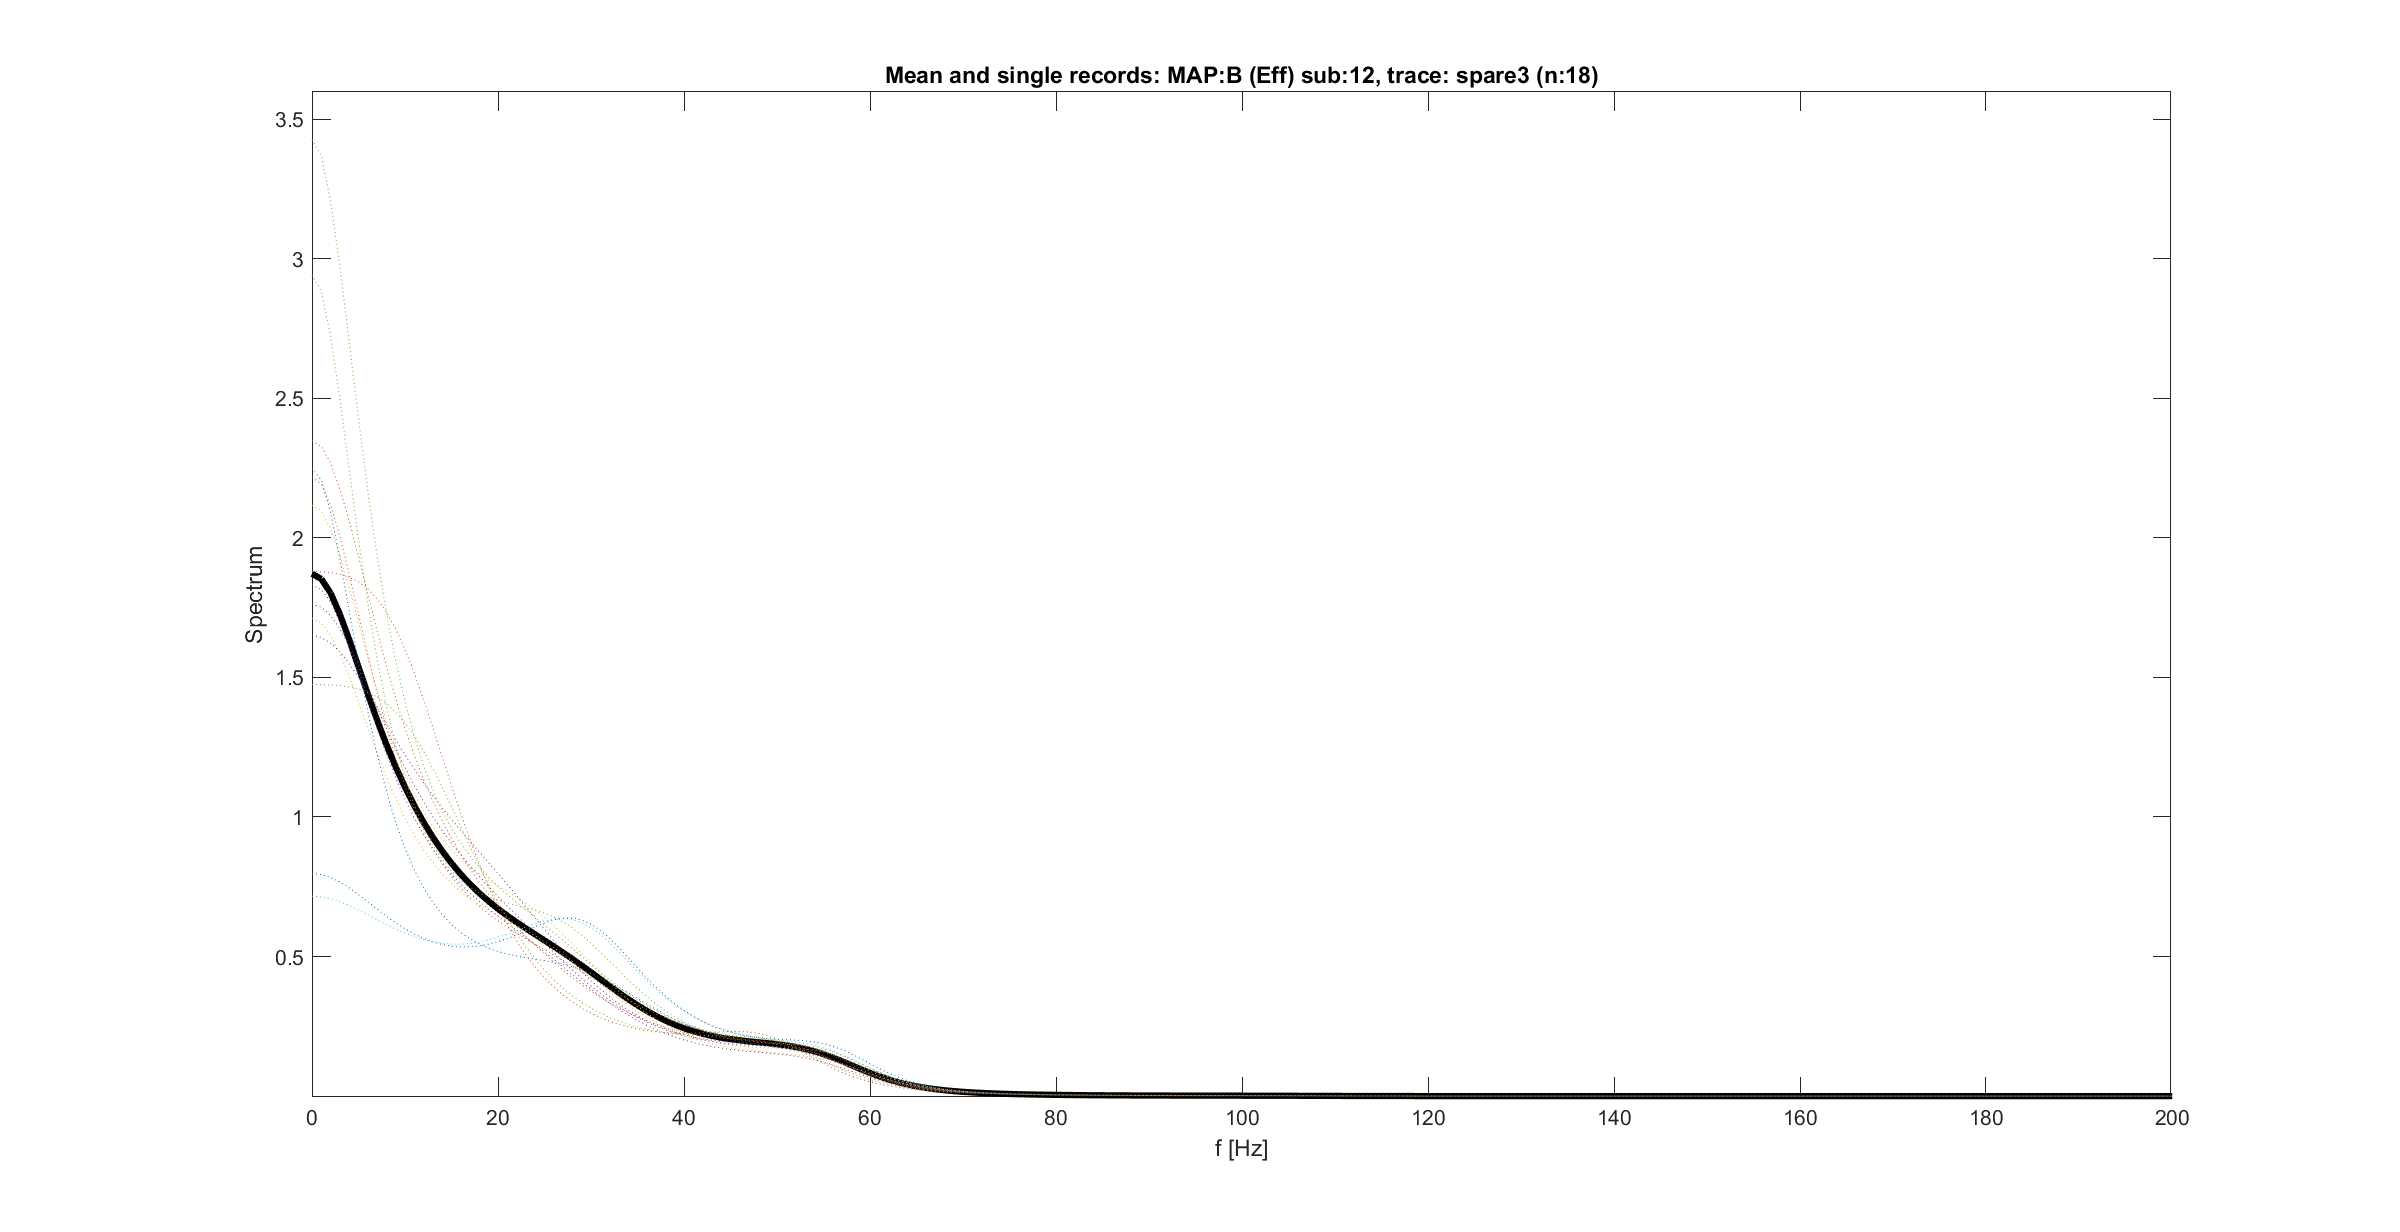 Mean and single records: MAP:B (Eff) sub:12, trace: spare3 (n:18)
3.5
3
2.5
2
1.5
1
0.5
Spectrum
0 20 40 60 80 100 120 140 160 180 200
f [Hz]